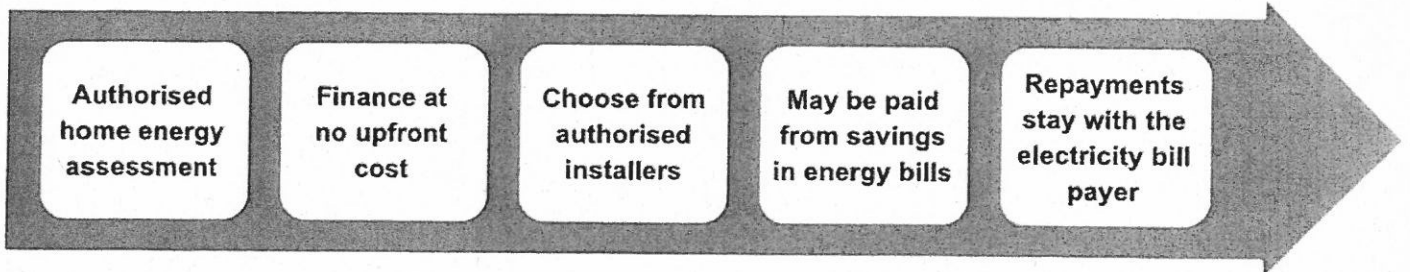 Authorised
home energy
assessment
Finance at
no upfront
cost
Choose from
authorised
installers
May be paid
from savings
in energy bills
Repayments
stay with the
electricity bill
payer